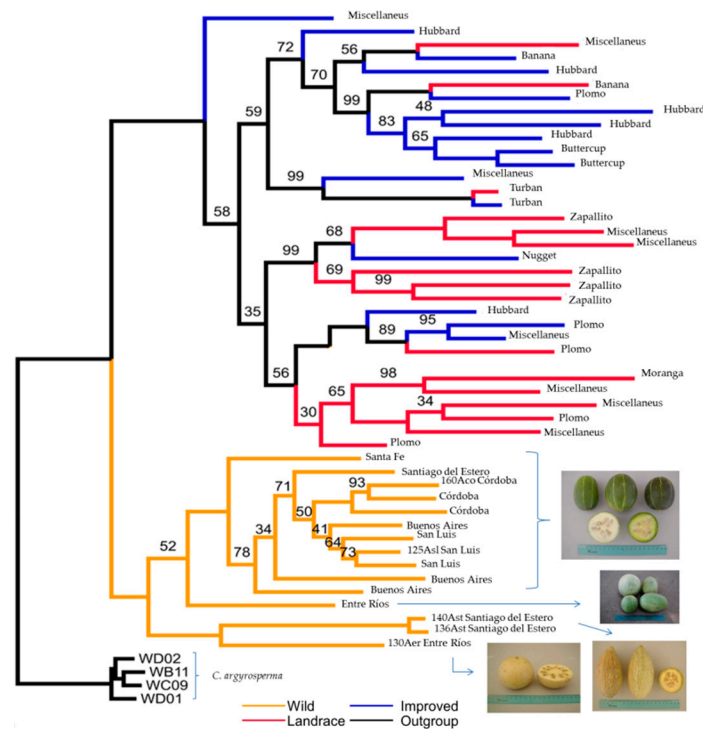 Miscellaneus
Hubbard
72
56
Miscellaneus
Banana
70
Hubbard
99
Banana
Plomo
59
48
Hubbard
83
Hubbard
65
Hubbard
Buttercup
Buttercup
99
Miscellaneus
Turban
Turban
58
Zapallito
68
Miscellaneus
Miscellaneus
99
Nugget
69
99
Zapallito
Zapallito
Zapallito
35
Hubbard
95
Plomo
89
Miscellaneus
Plomo
56
98
Moranga
65
Miscellaneus
34
Miscellaneus
30
Plomo
Miscellaneus
Plomo
Santa Fe
Santiago del Estero
71
93
160Aco Córdoba
Córdoba
50
Córdoba
34
41
Buenos Aires
64
San Luis
73
125Asl San Luis
San Luis
52
78
Buenos Aires
Buenos Aires
Entre Ríos
140Ast Santiago del Estero
136Ast Santiago del Estero
130Aer Entre Ríos
WD02
WB11
WC09
WD01
C. argyrosperma
Wild
Improved
Landrace
Outgroup